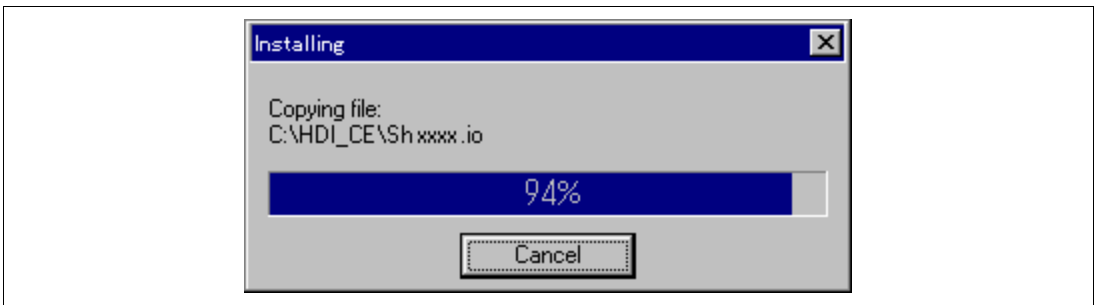 Installing
Copying file:
C:\HDI_CE\Sh xxxx .io
94%
Cancel